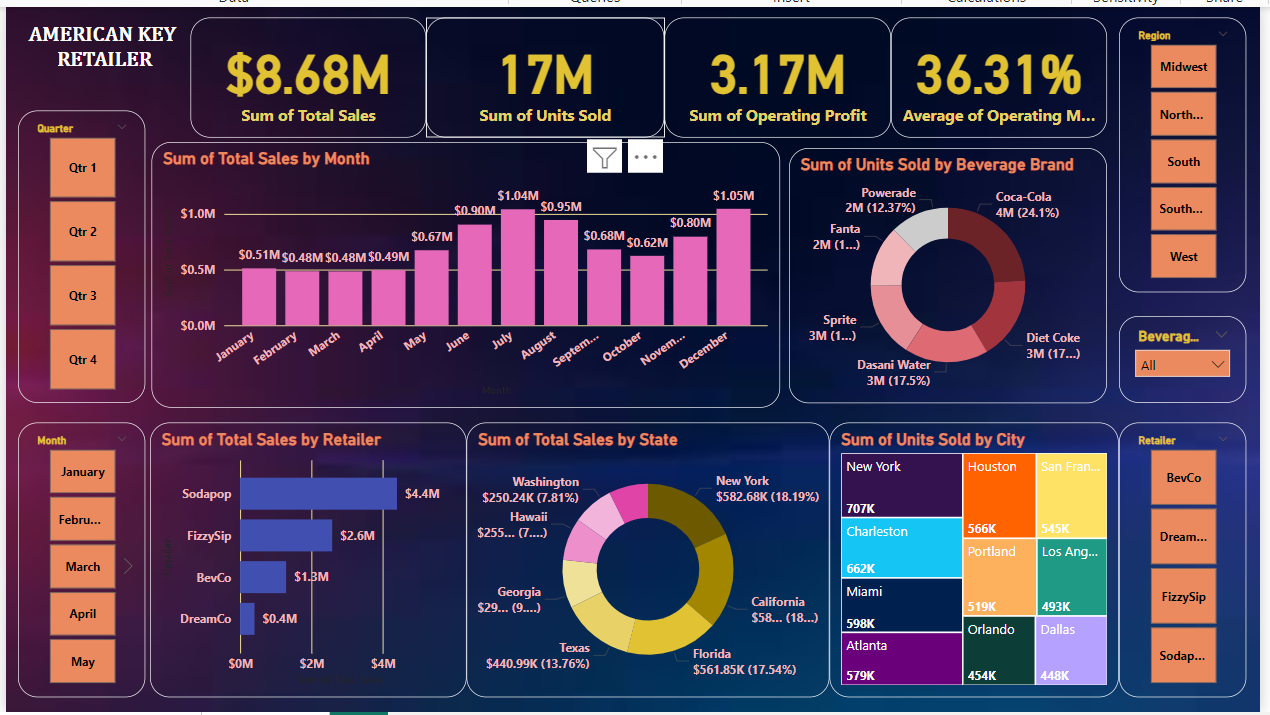 Data
Queries
Insert
Calculations
Sensitivity
Share
AMERICAN KEY
RETAILER
$8.68M
Sum of Total Sales
17M
Sum of Units Sold
3.17M
Sum of Operating Profit
36.31%
Average of Operating M...
Region
Midwest
North...
South
South...
West
Quarter
Qtr 1
Qtr 2
Qtr 3
Qtr 4
Sum of Total Sales by Month
$1.0M
$0.5M
$0.0M
$0.51M
$0.48M
$0.48M
$0.49M
$0.67M
$0.90M
$1.04M
$0.95M
$0.68M
$0.62M
$0.80M
$1.05M
January
February
March
April
May
June
July
August
Septem...
October
Novem...
December
Month
Sum of Units Sold by Beverage Brand
Powerade
2M (12.37%)
Coca-Cola
4M (24.1%)
Fanta
2M (1...)
Sprite
3M (1...)
Diet Coke
3M (17...)
Dasani Water
3M (17.5%)
Beverag...
All
Month
January
Febru...
March
April
May
Sum of Total Sales by Retailer
Sodapop
$4.4M
FizzySip
$2.6M
BevCo
$1.3M
DreamCo
$0.4M
$0M
$2M
$4M
Sum of Total Sales by State
Washington
$250.24K (7.81%)
New York
$582.68K (18.19%)
Hawaii
$255... (7....)
Georgia
$29... (9....)
California
$58... (18...)
Texas
$440.99K (13.76%)
Florida
$561.85K (17.54%)
Sum of Units Sold by City
New York
707K
Charleston
662K
Miami
598K
Atlanta
579K
Houston
566K
San Fran...
545K
Portland
519K
Los Ang...
493K
Orlando
454K
Dallas
448K
Retailer
BevCo
Dream...
FizzySip
Sodap...